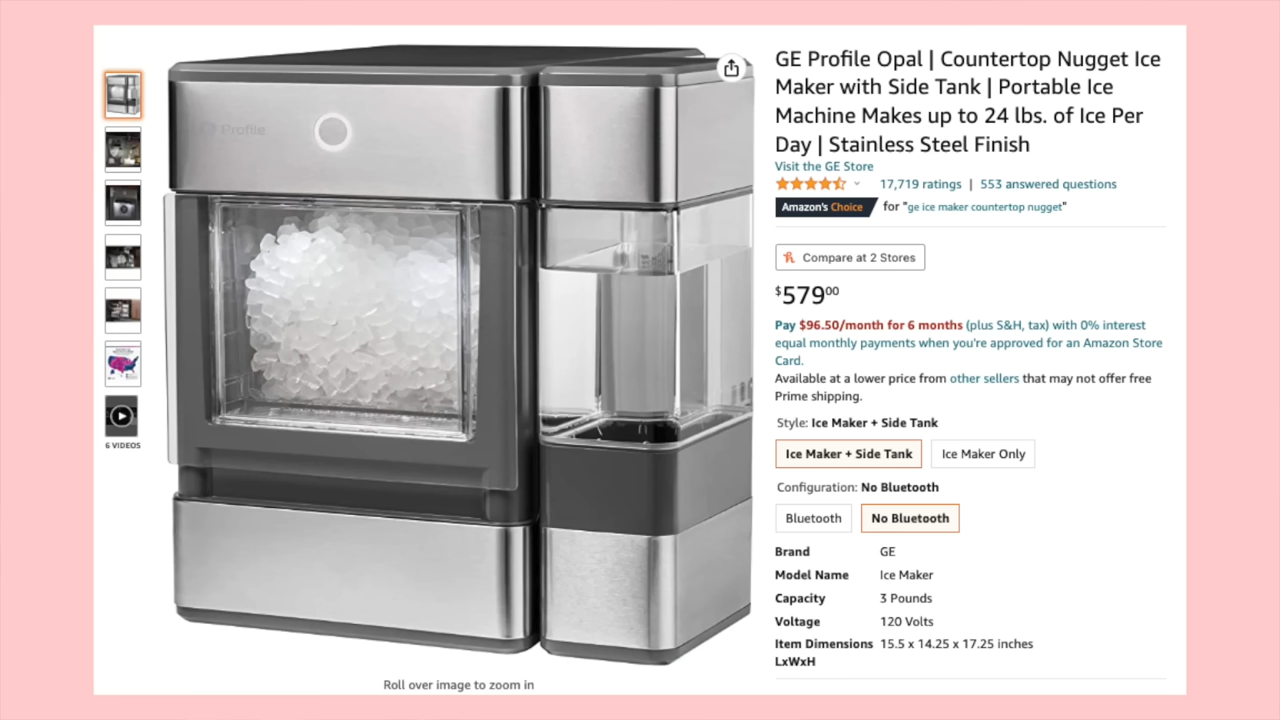 Profile
6 VIDEOS
Roll over image to zoom in
GE Profile Opal | Countertop Nugget Ice
Maker with Side Tank | Portable Ice
Machine Makes up to 24 lbs. of Ice Per
Day | Stainless Steel Finish
Visit the GE Store
17,719 ratings | 553 answered questions
Amazon's Choice for "ge ice maker countertop nugget"
Compare at 2 Stores
$57900
Pay $96.50/month for 6 months (plus S&H, tax) with 0% interest
equal monthly payments when you're approved for an Amazon Store
Card.
Available at a lower price from other sellers that may not offer free
Prime shipping.
Style: Ice Maker + Side Tank
Ice Maker + Side Tank Ice Maker Only
Configuration: No Bluetooth
Bluetooth No Bluetooth
Brand GE
Model Name Ice Maker
Capacity 3 Pounds
Voltage 120 Volts
Item Dimensions 15.5 x 14.25 x 17.25 inches
LxWxH